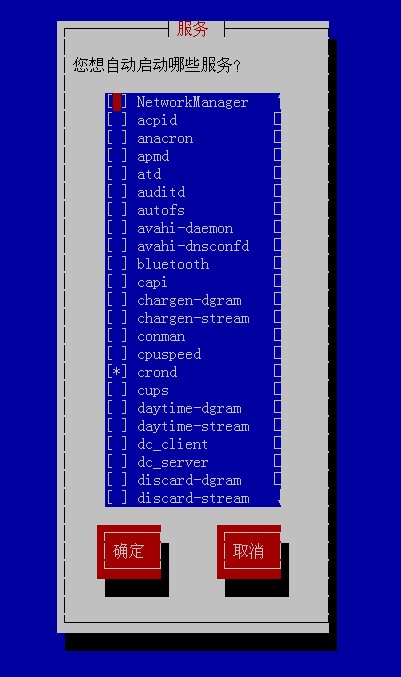 服务
您想自动启动哪些服务?
[ ] NetworkManager
[ ] acpid
[ ] anacron
[ ] apmd
[ ] atd
[ ] auditd
[ ] autofs
[ ] avahi-daemon
[ ] avahi-dnsconfd
[ ] bluetooth
[ ] capi
[ ] chargen-dgram
[ ] chargen-stream
[ ] conman
[ ] cpuspeed
[*] crond
[ ] cups
[ ] daytime-dgram
[ ] daytime-stream
[ ] dc_client
[ ] dc_server
[ ] discard-dgram
[ ] discard-stream
确定 取消